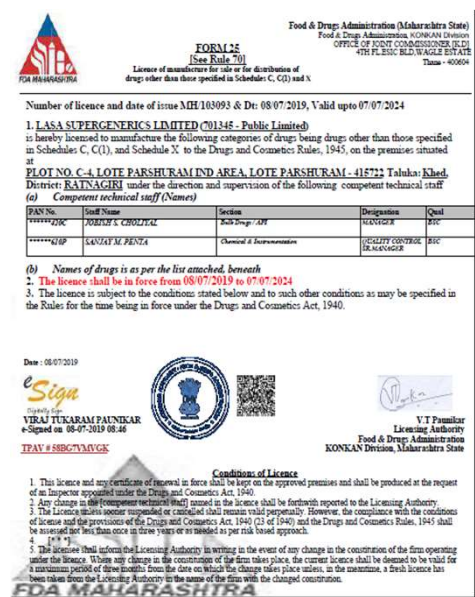 Food & Drugs Administration (Maharashtra State)
Food & Drugs Administration, KONKAN Division
OFFICE OF JOINT COMMISSIONER [K.D]
4TH FL ESIC BLD,WAGLE ESTATE
Thane - 400604
FDA MAHARASHTRA
FORM 25
[See Rule 70]
Licence of manufacture for sale or for distribution of
drugs other than those specified in Schedules C, C(1) and X
Number of licence and date of issue MH/103093 & Dt: 08/07/2019, Valid upto 07/07/2024
1. LASA SUPERGENERICS LIMITED (701345 - Public Limited)
is hereby licensed to manufacture the following categories of drugs being drugs other than those specified
in Schedules C, C(1), and Schedule X to the Drugs and Cosmetics Rules, 1945, on the premises situated
at
PLOT NO. C-4, LOTE PARSHURAM IND AREA, LOTE PARSHURAM - 415722 Taluka: Khed,
District: RATNAGIRI under the direction and supervision of the following competent technical staff
(a) Competent technical staff (Names)
PAN No. Staff Name Section Designation Qual
******410C JOBISH S. CHOLIYAL Bulk Drugs / API MANAGER BSC
******610P SANJAY M. PENTA Chemical & Instrumentation QUALITY CONTROL BSC
SR.MANAGER
(b) Names of drugs is as per the list attached, beneath
2. The licence shall be in force from 08/07/2019 to 07/07/2024
3. The licence is subject to the conditions stated below and to such other conditions as may be specified in
the Rules for the time being in force under the Drugs and Cosmetics Act, 1940.
Date : 08/07/2019
eSign
Digitally Sign
VIRAJ TUKARAM PAUNIKAR
e-Signed on 08-07-2019 08:46
TPAV # 58BG7VMVGK
V.T Paunikar
Licensing Authority
Food & Drugs Administration
KONKAN Division, Maharashtra State
Conditions of Licence
1. This licence and any certificate of renewal in force shall be kept on the approved premises and shall be produced at the request
of an Inspector appointed under the Drugs and Cosmetics Act, 1940.
2. Any change in the [competent technical staff] named in the licence shall be forthwith reported to the Licensing Authority.
3. The Licence unless sooner suspended or cancelled shall remain valid perpetually. However, the compliance with the conditions
of license and the provisions of the Drugs and Cosmetics Act, 1940 (23 of 1940) and the Drugs and Cosmetics Rules, 1945 shall
be assessed not less than once in three years or as needed as per risk based approach.
4. [* * *]
5. The licensee shall inform the Licensing Authority in writing in the event of any change in the constitution of the firm operating
under the licence. Where any change in the constitution of the firm takes place, the current licence shall be deemed to be valid for
a maximum period of three months from the date on which the change takes place unless, in the meantime, a fresh licence has
been taken from the Licensing Authority in the name of the firm with the changed constitution.
FDA MAHARASHTRA